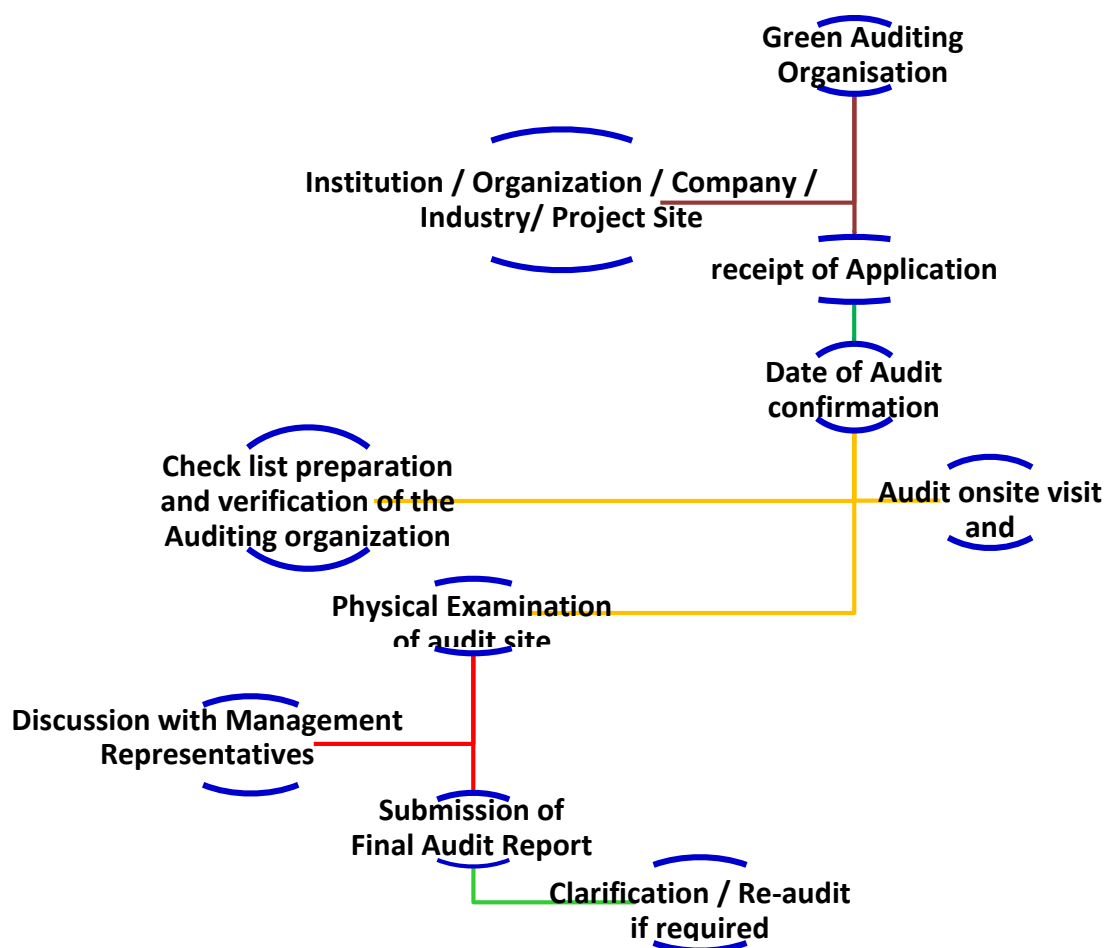 Green Auditing
Organisation
Institution / Organization / Company /
Industry/ Project Site
receipt of Application
Date of Audit
confirmation
Check list preparation
and verification of the
Auditing organization
Audit onsite visit
and
Physical Examination
of audit site
Discussion with Management
Representatives
Submission of
Final Audit Report
Clarification / Re-audit
if required